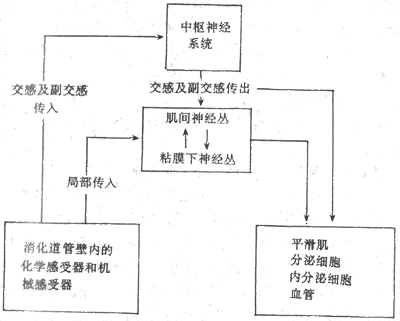 中枢神经
系统
交感及副交感
传入
交感及副交感传出
肌间神经丛
粘膜下神经丛
局部传入
消化道管壁内的
化学感受器和机
械感受器
平滑肌
分泌细胞
内分泌细胞
血管